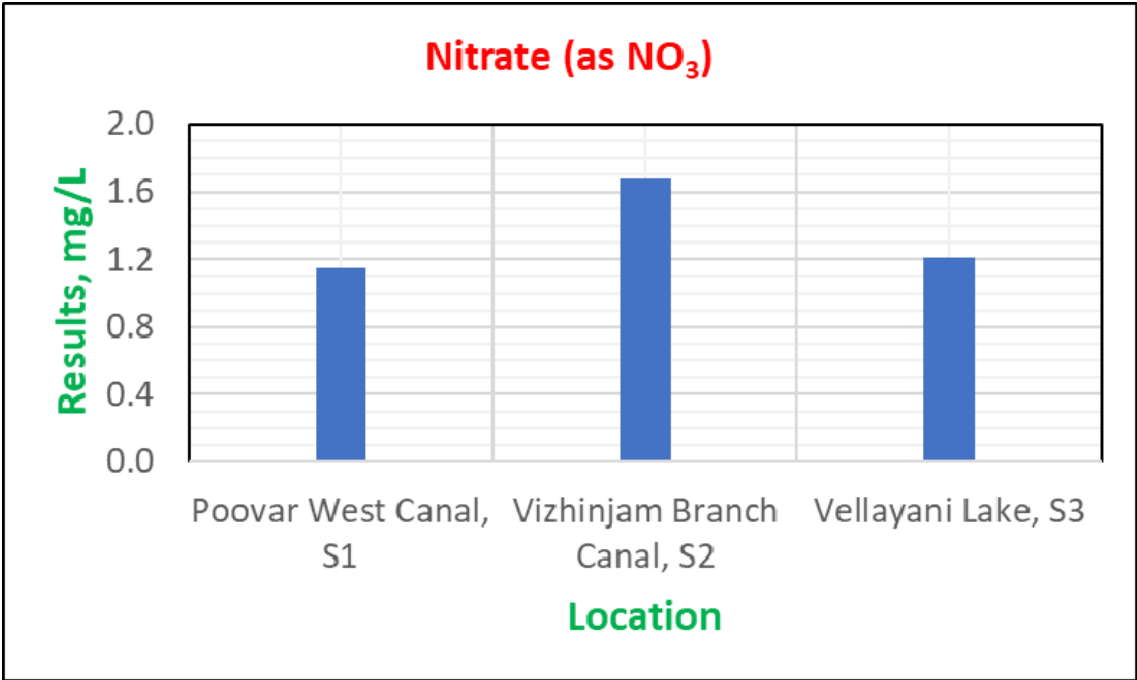 Nitrate (as NO₃)
Results, mg/L
2.0
1.6
1.2
0.8
0.4
0.0
Poovar West Canal,
S1
Vizhinjam Branch
Canal, S2
Vellayani Lake, S3
Location